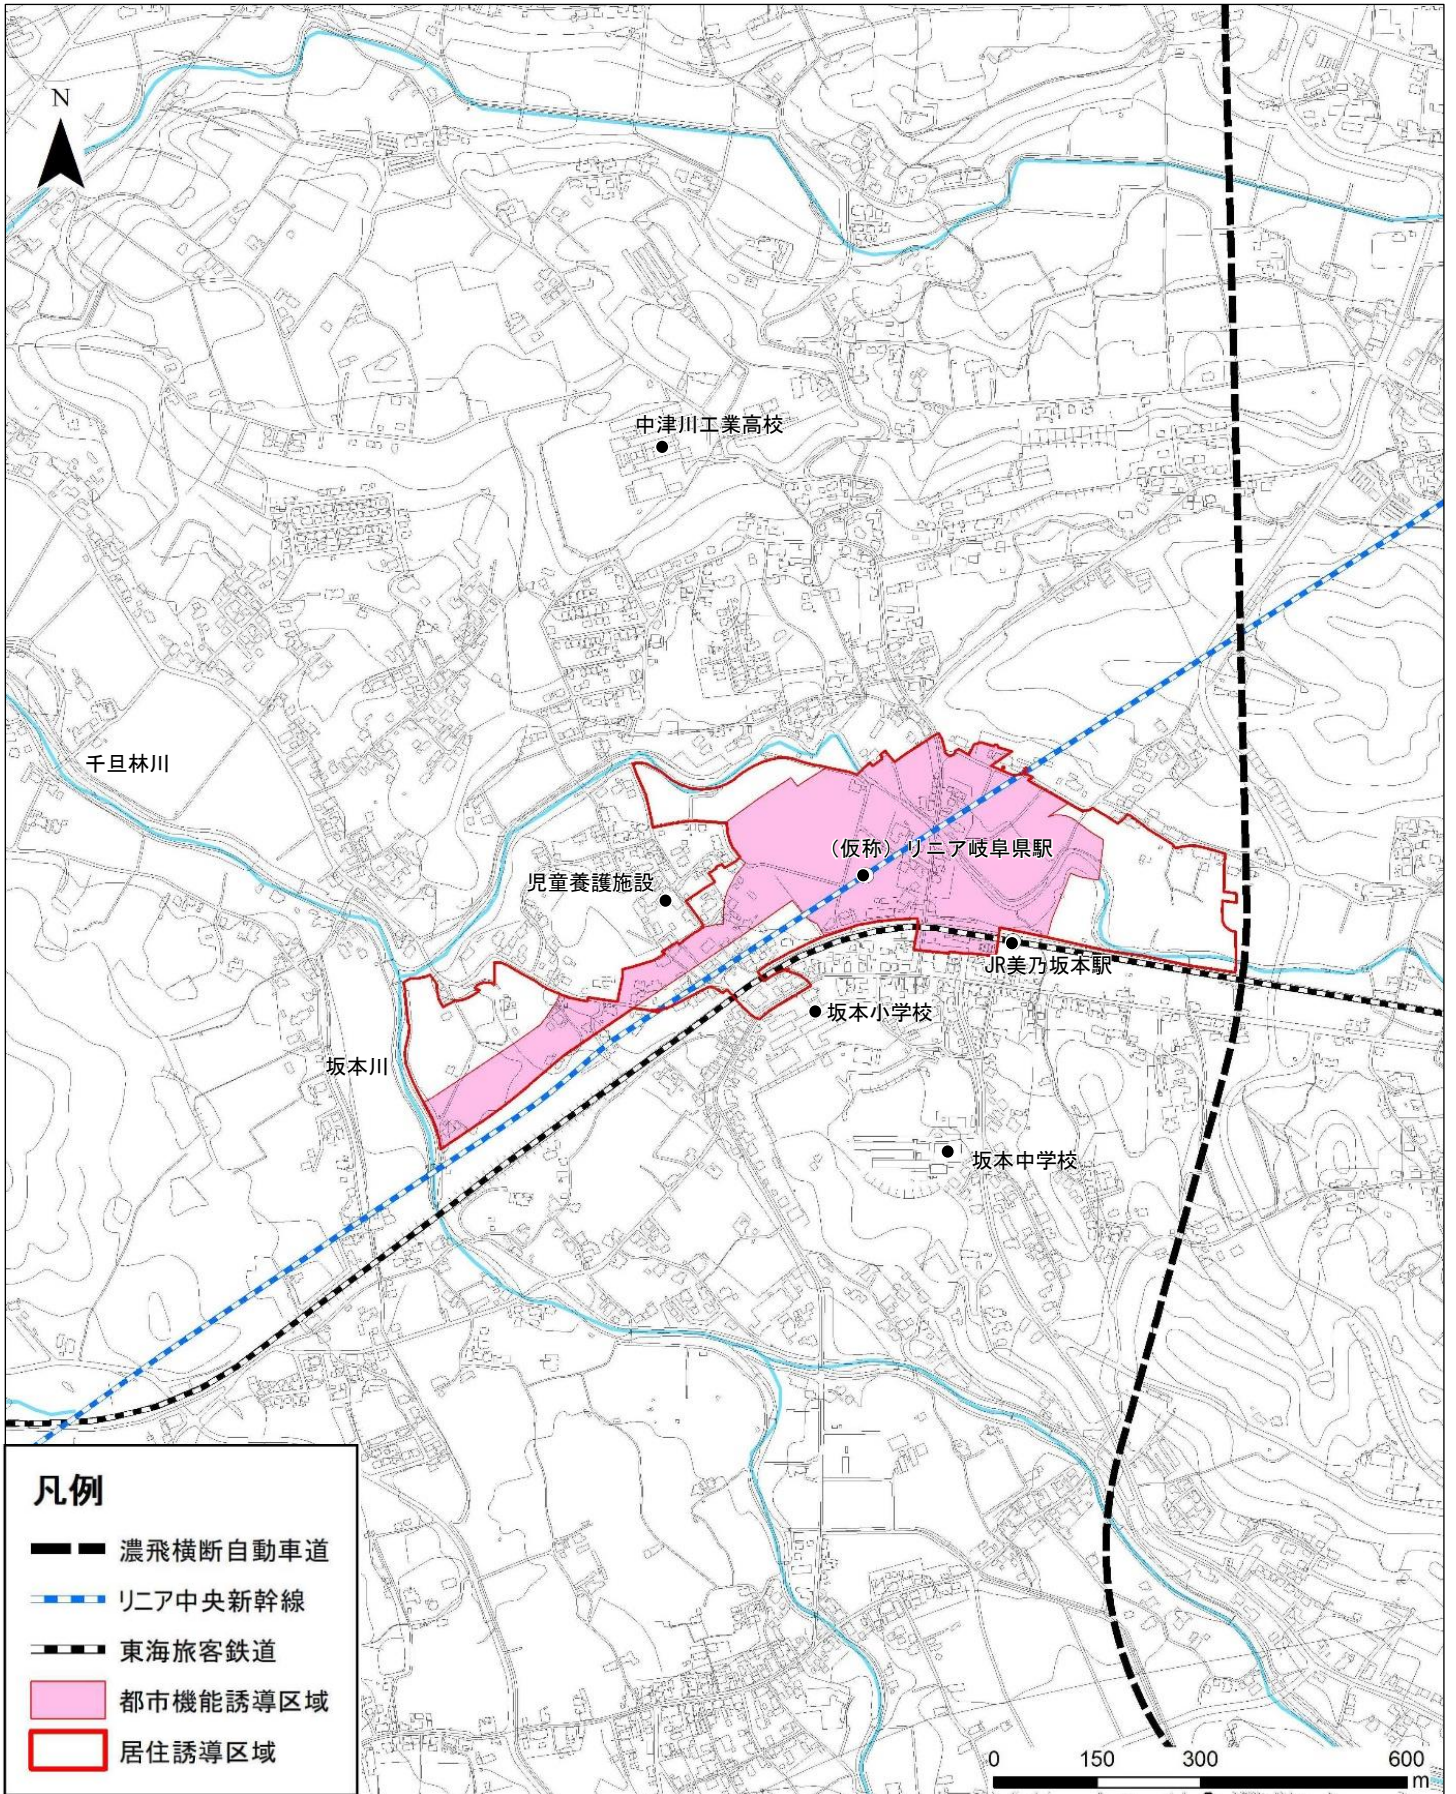 N
中津川工業高校
千旦林川
(仮称)リニア岐阜県駅
児童養護施設
JR美乃坂本駅
坂本小学校
坂本川
坂本中学校
凡例
濃飛横断自動車道
リニア中央新幹線
東海旅客鉄道
都市機能誘導区域
居住誘導区域
0 150 300 600
m